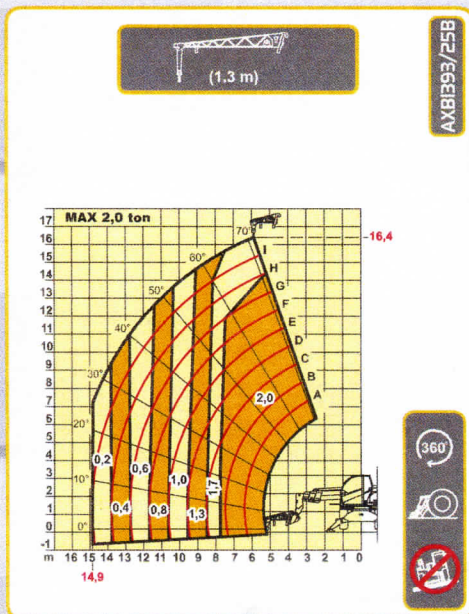 (1,3 m)
AXB1393/25B
MAX 2,0 ton
17
16
15
14
13
12
11
10
9
8
7
6
5
4
3
2
1
0
-1
m 16 15 14 13 12 11 10 9 8 7 6 5 4 3 2 1 0
14,9
16,4
70°
60°
50°
40°
30°
20°
10°
0°
I
H
G
F
E
D
C
B
A
2,0
0,2
0,6
1,0
1,7
0,4
0,8
1,3
360°